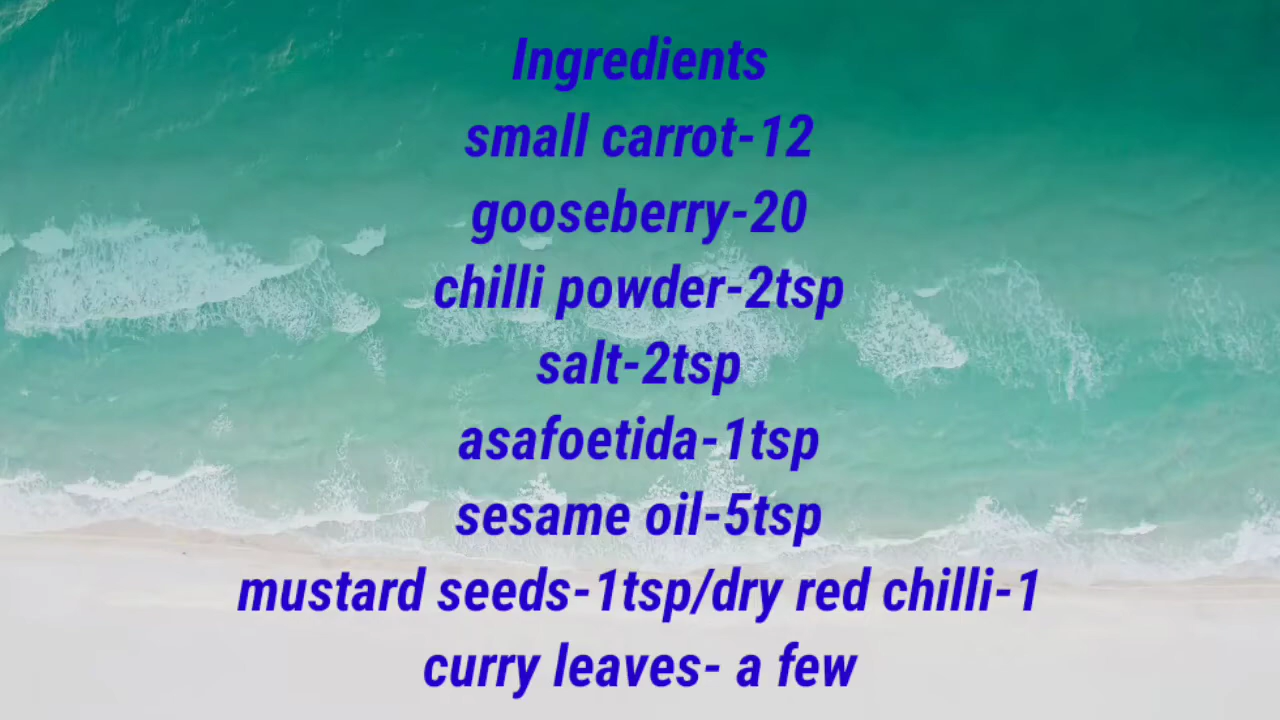 Ingredients
small carrot-12
gooseberry-20
chilli powder-2tsp
salt-2tsp
asafoetida-1tsp
sesame oil-5tsp
mustard seeds-1tsp/dry red chilli-1
curry leaves- a few